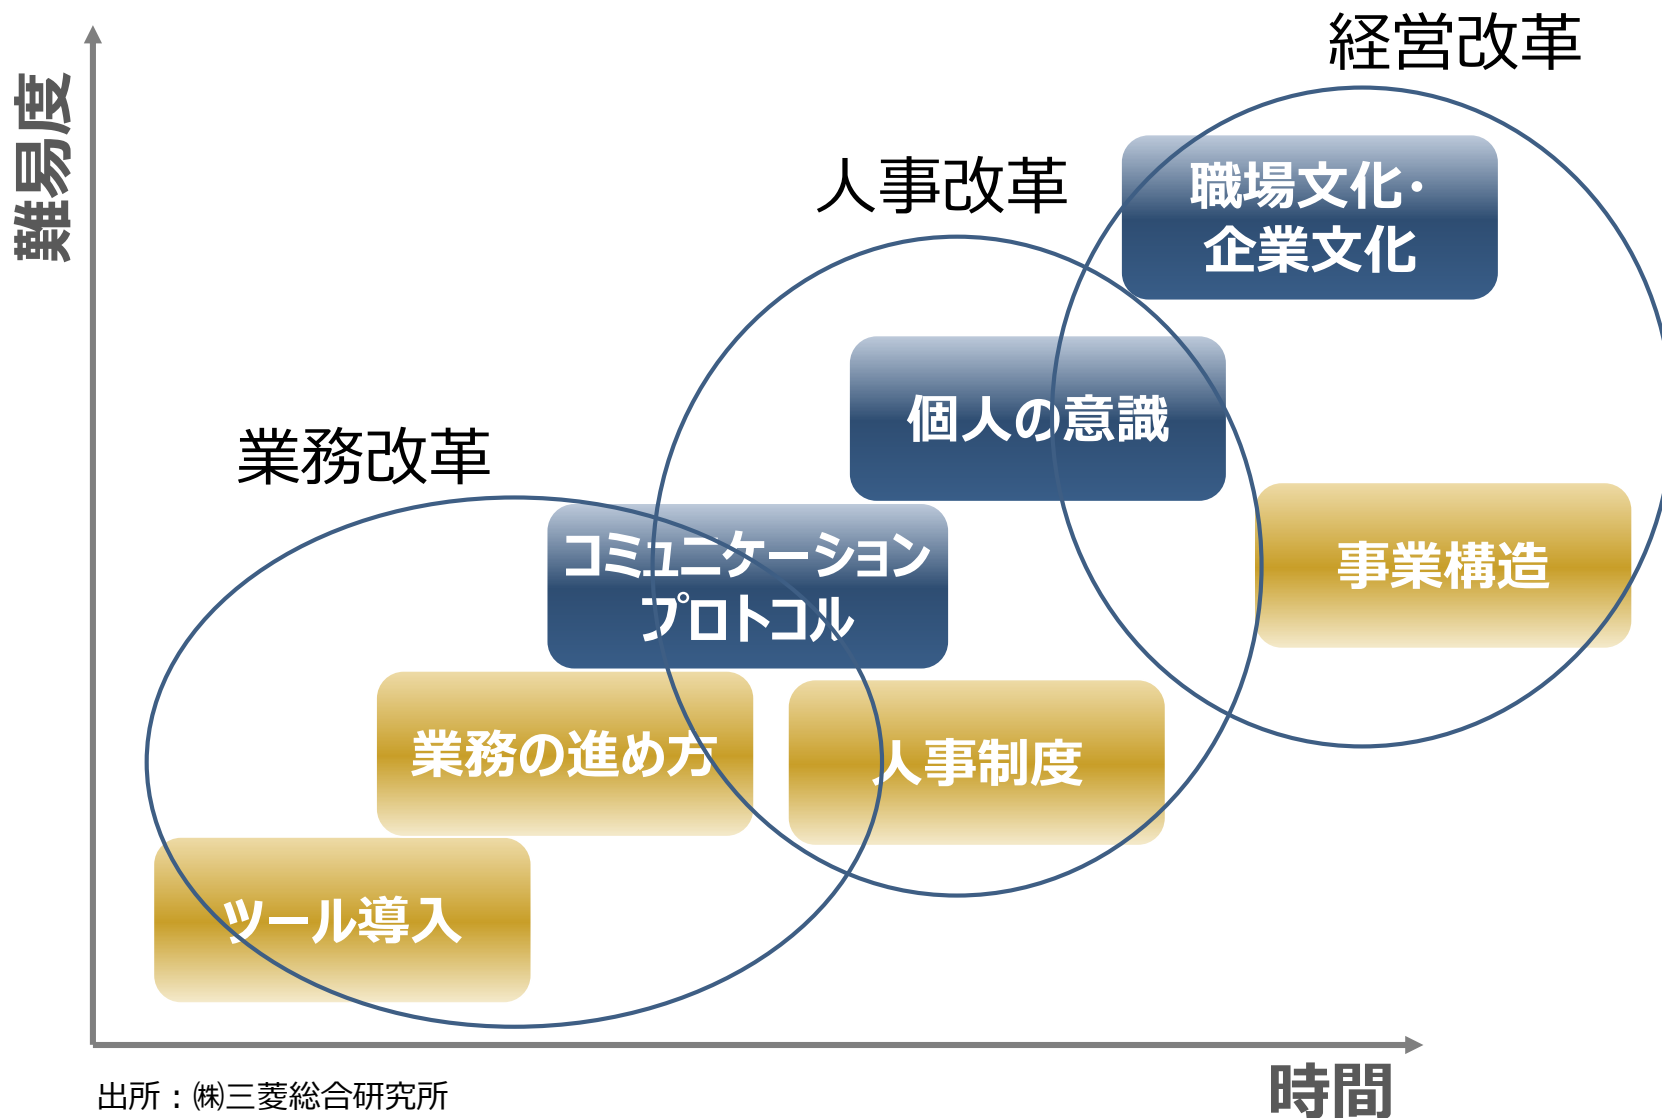 経営改革
難易度
人事改革
職場文化・
企業文化
個人の意識
業務改革
コミュニケーション
プロトコル
事業構造
業務の進め方
人事制度
ツール導入
時間
出所：㈱三菱総合研究所